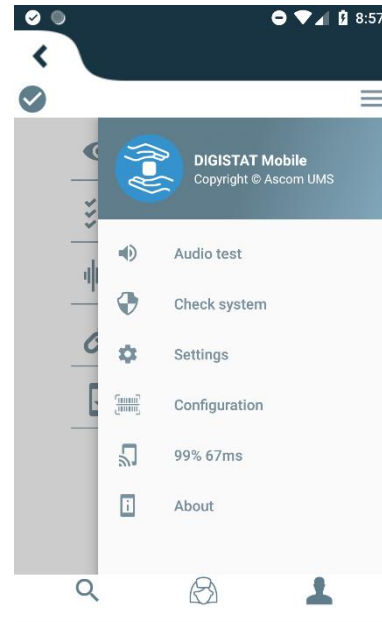 8:57
DIGISTAT Mobile
Copyright © Ascom UMS
Audio test
Check system
Settings
Configuration
99% 67ms
About